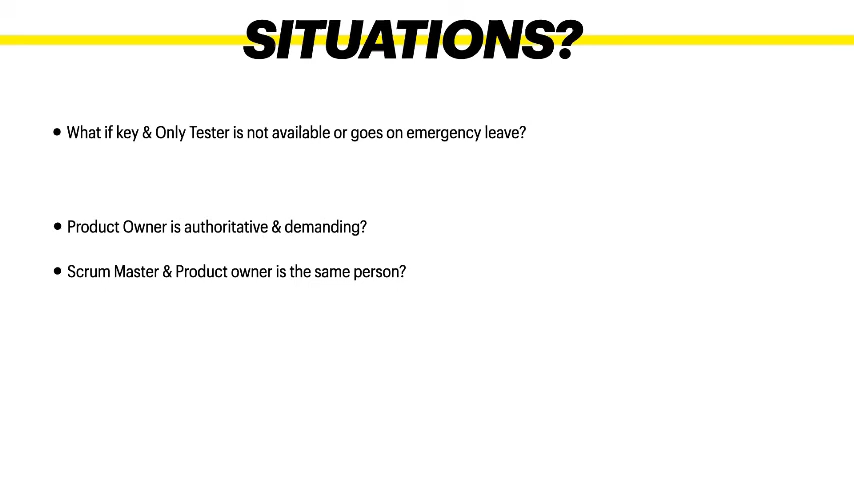 SITUATIONS?
• What if key & Only Tester is not available or goes on emergency leave?
• Product Owner is authoritative & demanding?
• Scrum Master & Product owner is the same person?